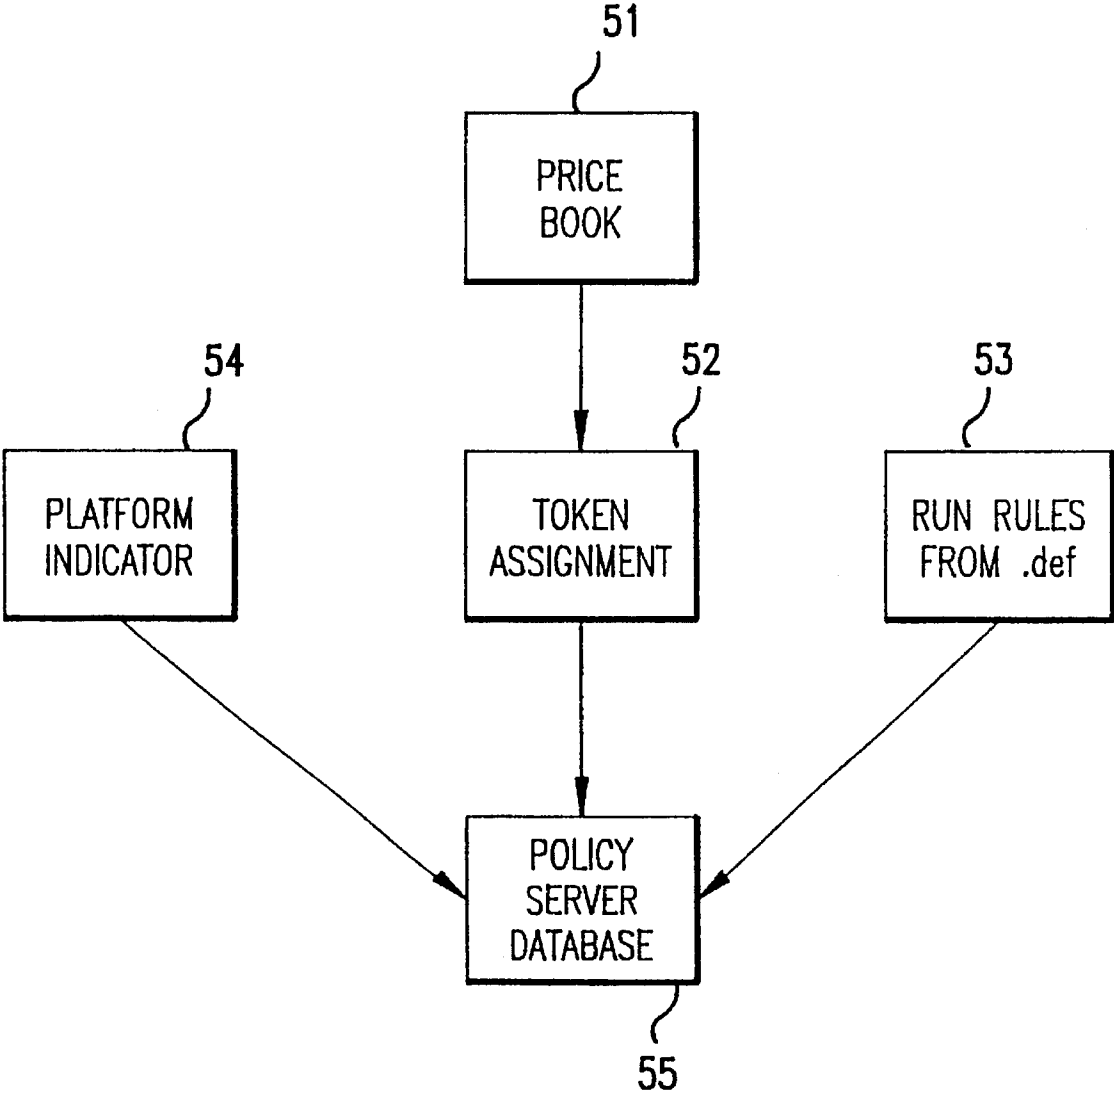 51
PRICE
BOOK
54
52
53
PLATFORM
INDICATOR
TOKEN
ASSIGNMENT
RUN RULES
FROM .def
POLICY
SERVER
DATABASE
55